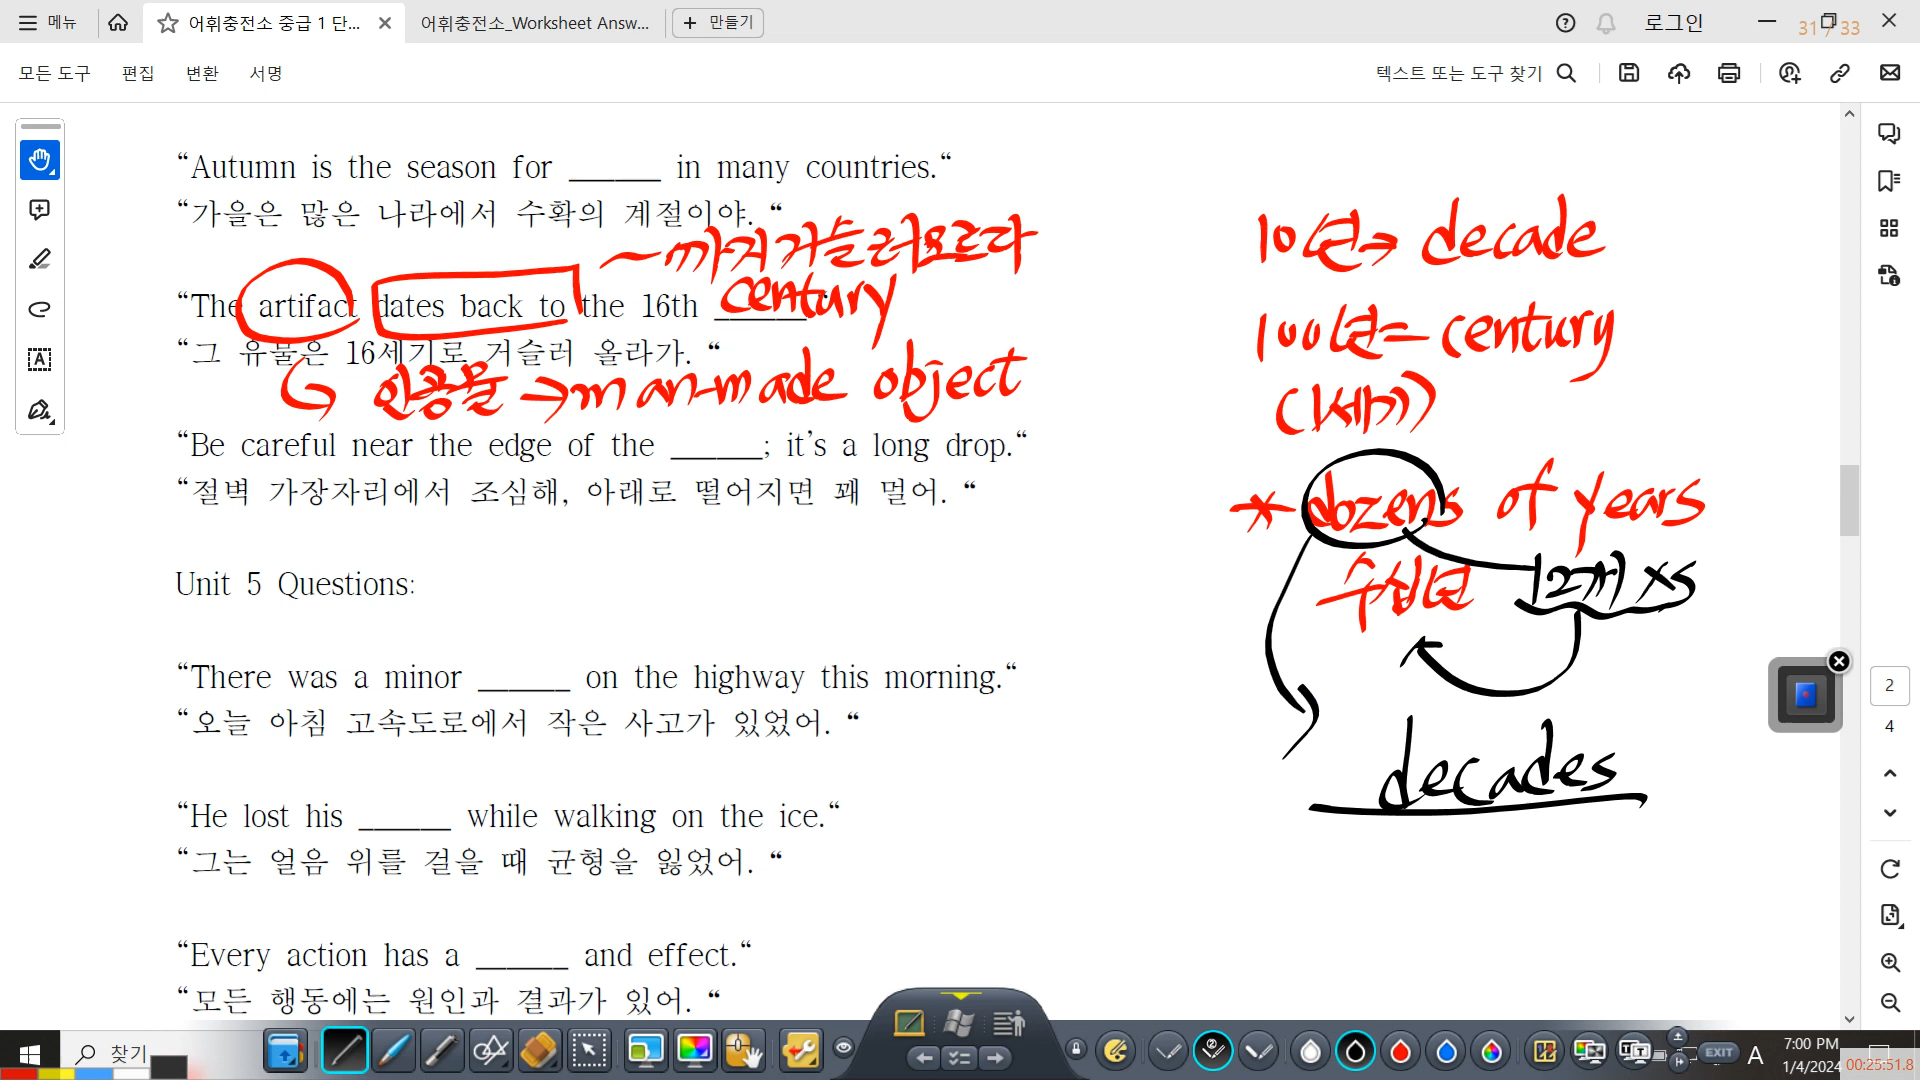 메뉴
어휘충전소 중급 1 단...
어휘충전소_Worksheet Answ...
만들기
로그인
31 / 33
모든 도구 편집 변환 서명
텍스트 또는 도구 찾기
“Autumn is the season for ______ in many countries.“
“가을은 많은 나라에서 수확의 계절이야. “
~까지 거슬러 오르다
“The artifact dates back to the 16th ______.“
century
“그 유물은 16세기로 거슬러 올라가. “
인공물 → man-made object
“Be careful near the edge of the ______; it's a long drop.“
“절벽 가장자리에서 조심해, 아래로 떨어지면 꽤 멀어. “
Unit 5 Questions:
“There was a minor ______ on the highway this morning.“
“오늘 아침 고속도로에서 작은 사고가 있었어. “
“He lost his ______ while walking on the ice.“
“그는 얼음 위를 걸을 때 균형을 잃었어. “
“Every action has a ______ and effect.“
“모든 행동에는 원인과 결과가 있어. “
10년→ decade
100년= century
(1세기)
* dozens of years
수십년 12개 xs
decades
2
4
찾기
EXIT
A
7:00 PM
1/4/2024
00:25:51.8